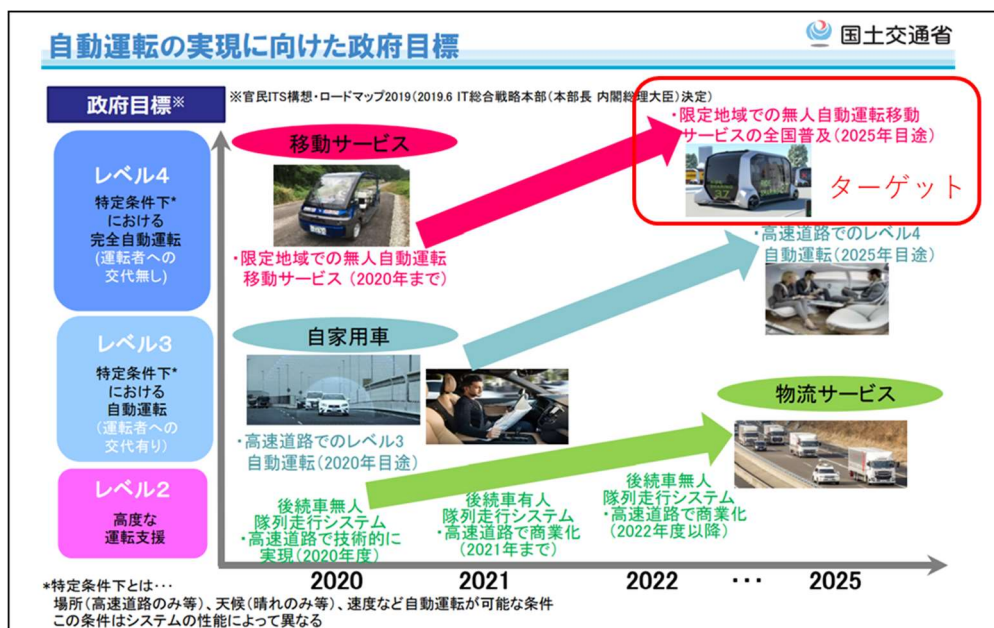 自動運転の実現に向けた政府目標
国土交通省
政府目標※
※官民ITS構想・ロードマップ2019(2019.6 IT総合戦略本部(本部長 内閣総理大臣)決定)
レベル4
特定条件下*
における
完全自動運転
(運転者への
交代無し)
レベル3
特定条件下*
における
自動運転
(運転者への
交代有り)
レベル2
高度な
運転支援
移動サービス
・限定地域での無人自動運転
移動サービス(2020年まで)
・限定地域での無人自動運転移動
サービスの全国普及(2025年目途)
ターゲット
自家用車
・高速道路でのレベル3
自動運転(2020年目途)
・高速道路でのレベル4
自動運転(2025年目途)
物流サービス
後続車無人
隊列走行システム
・高速道路で技術的に
実現(2020年度)
後続車有人
隊列走行システム
・高速道路で商業化
(2021年まで)
後続車無人
隊列走行システム
・高速道路で商業化
(2022年度以降)
2020
2021
2022
・・・
2025
*特定条件下とは・・・
場所(高速道路のみ等)、天候(晴れのみ等)、速度など自動運転が可能な条件
この条件はシステムの性能によって異なる